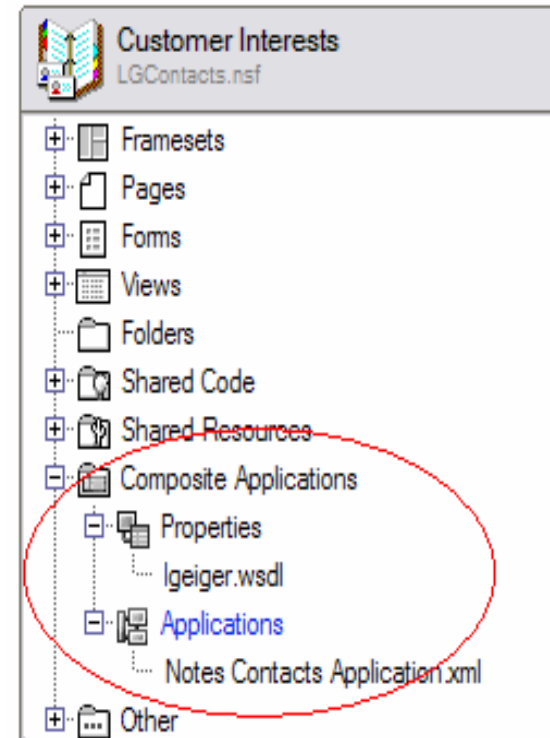 Customer Interests
LGContacts.nsf
Framesets
Pages
Forms
Views
Folders
Shared Code
Shared Resources
Composite Applications
Properties
lgeiger.wsdl
Applications
Notes Contacts Application.xml
Other